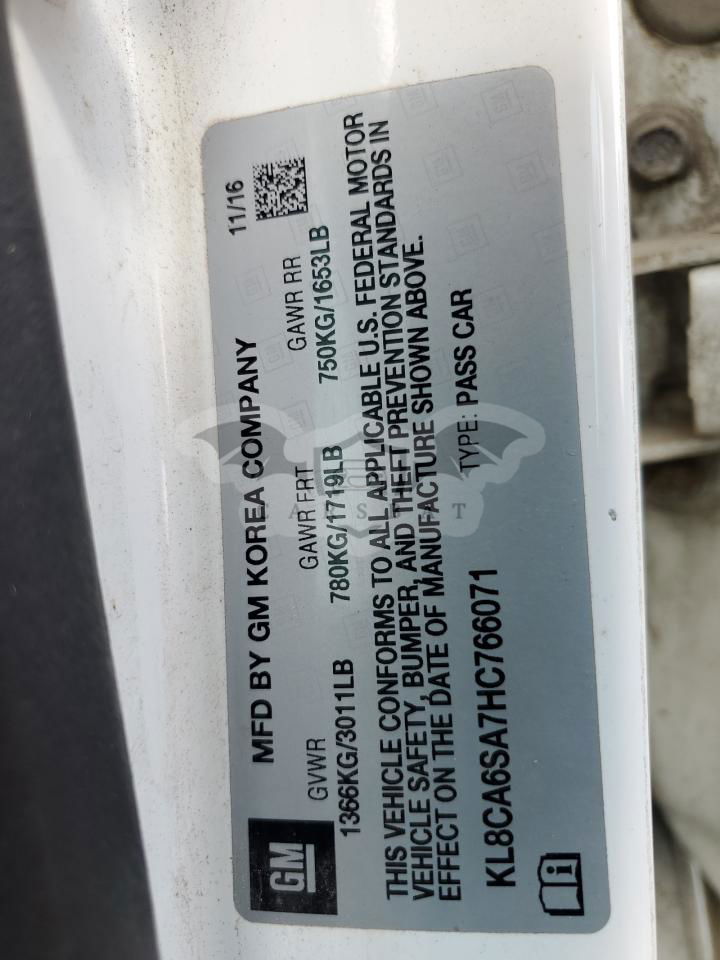 MFD BY GM KOREA COMPANY 11/16
GM
GVWR GAWR FRT GAWR RR
1366KG/3011LB 780KG/1719LB 750KG/1653LB
THIS VEHICLE CONFORMS TO ALL APPLICABLE U.S. FEDERAL MOTOR
VEHICLE SAFETY, BUMPER, AND THEFT PREVENTION STANDARDS IN
EFFECT ON THE DATE OF MANUFACTURE SHOWN ABOVE.
KL8CA6SA7HC766071 TYPE: PASS CAR